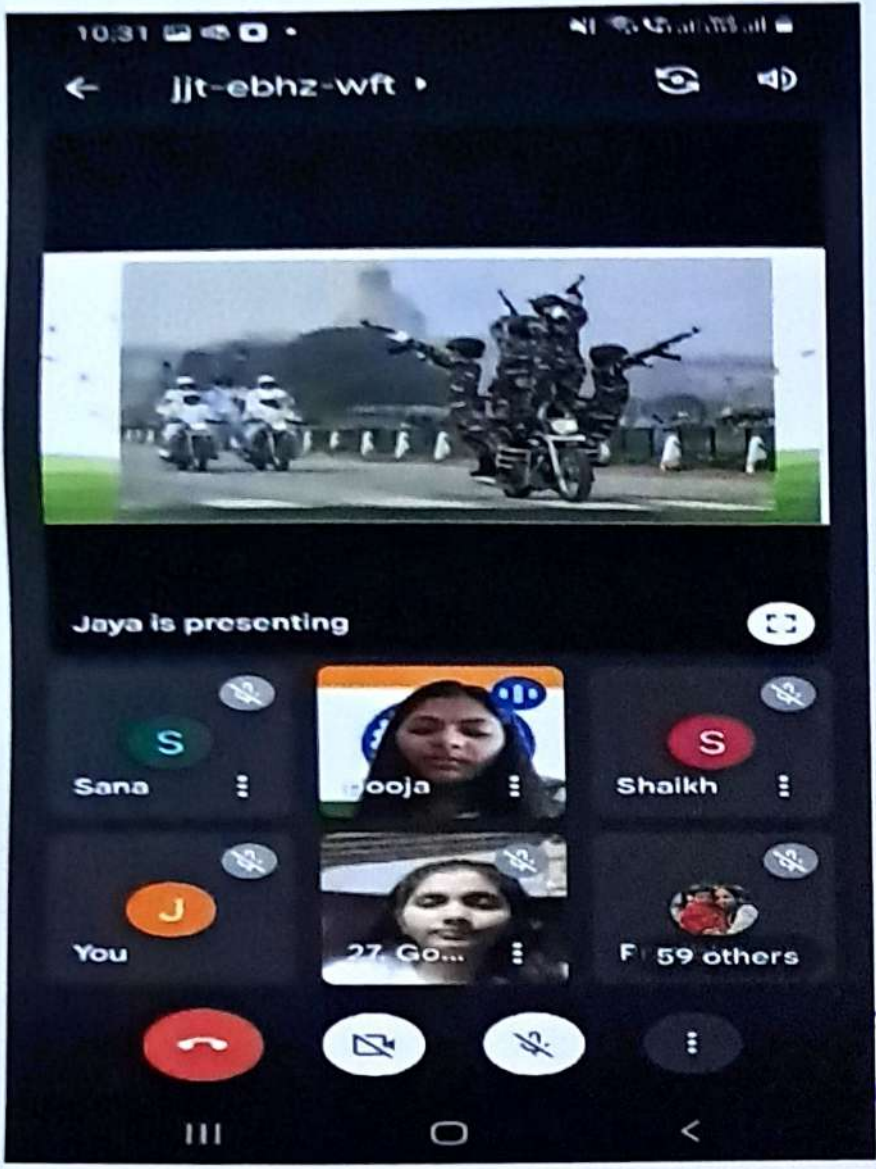 10:31
jjt-ebhz-wft
Jaya is presenting
S
S
Sana
ooja
Shaikh
J
You
27. Go...
59 others